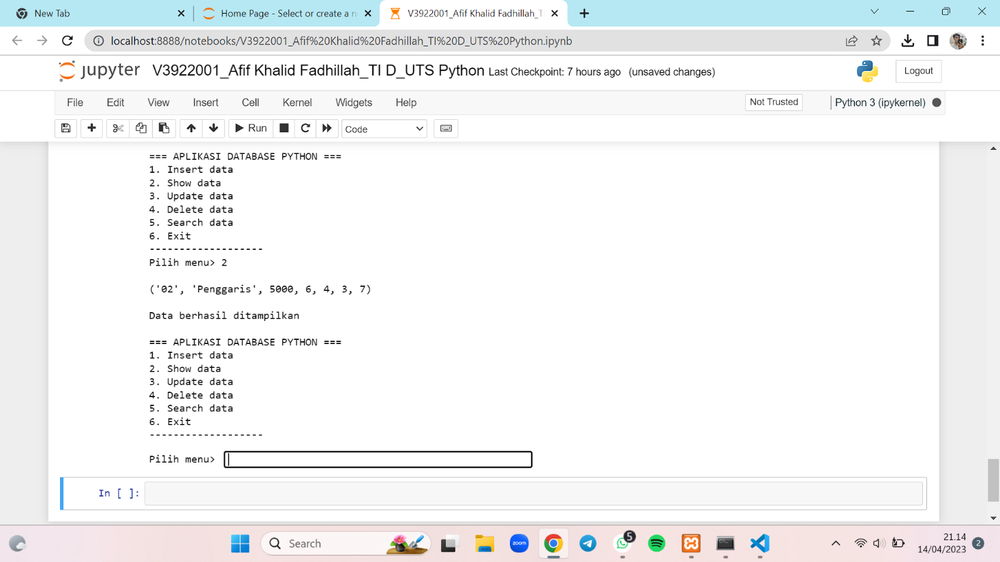 New Tab
Home Page - Select or create a n
V3922001_Afif Khalid Fadhillah_T
localhost:8888/notebooks/V3922001_Afif%20Khalid%20Fadhillah_TI%20D_UTS%20Python.ipynb
jupyter V3922001_Afif Khalid Fadhillah_TI D_UTS Python Last Checkpoint: 7 hours ago (unsaved changes)
Logout
File Edit View Insert Cell Kernel Widgets Help
Not Trusted
Python 3 (ipykernel)
Run
Code
=== APLIKASI DATABASE PYTHON ===
1. Insert data
2. Show data
3. Update data
4. Delete data
5. Search data
6. Exit
-------------------
Pilih menu> 2
('02', 'Penggaris', 5000, 6, 4, 3, 7)
Data berhasil ditampilkan
=== APLIKASI DATABASE PYTHON ===
1. Insert data
2. Show data
3. Update data
4. Delete data
5. Search data
6. Exit
-------------------
Pilih menu>
In [ ]:
Search
zoom
5
21.14
14/04/2023
2